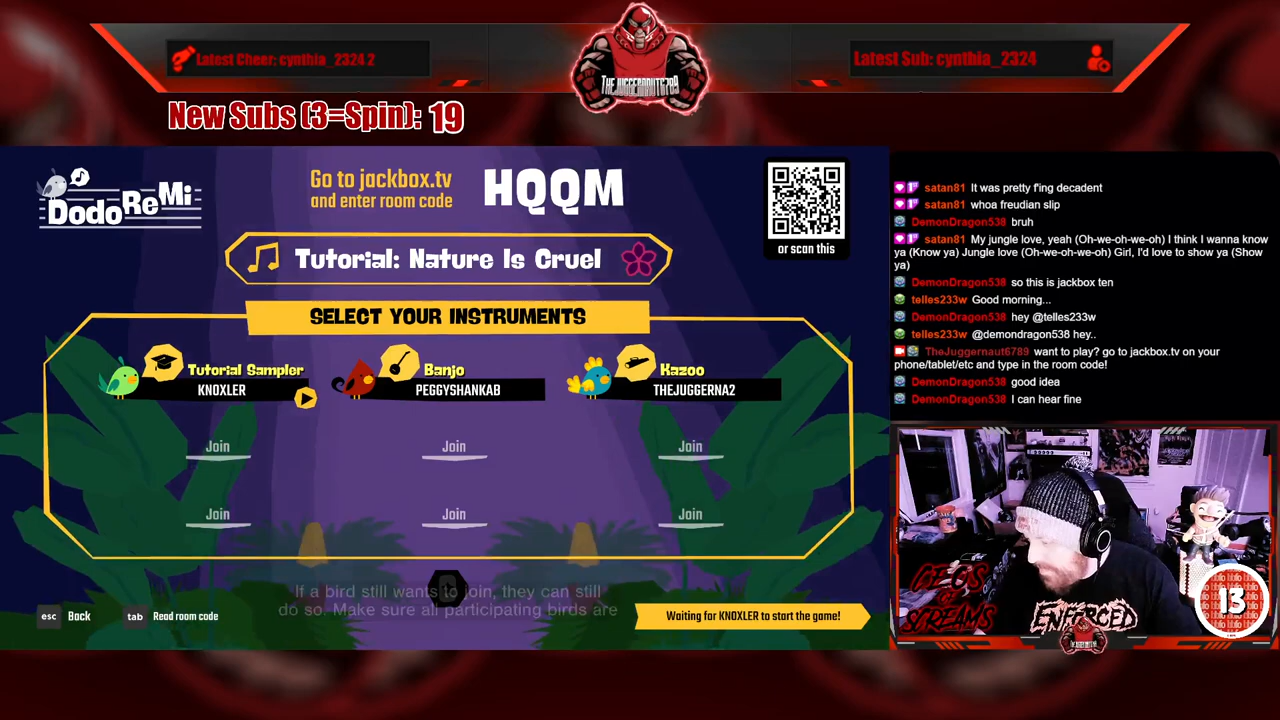 Latest Cheer: cynthia_2324 2
THEJUGGERNAUT6789
Latest Sub: cynthia_2324
New Subs (3=Spin): 19
DodoReMi
Go to jackbox.tv
and enter room code
HQQM
or scan this
Tutorial: Nature Is Cruel
SELECT YOUR INSTRUMENTS
Tutorial Sampler
KNOXLER
Banjo
PEGGYSHANKAB
Kazoo
THEJUGGERNA2
Join
Join
Join
Join
Join
Join
If a bird still wants to join, they can still
do so. Make sure all participating birds are
esc Back
tab Read room code
Waiting for KNOXLER to start the game!
satan81 It was pretty f'ing decadent
satan81 whoa freudian slip
DemonDragon538 bruh
satan81 My jungle love, yeah (Oh-we-oh-we-oh) I think I wanna know
ya (Know ya) Jungle love (Oh-we-oh-we-oh) Girl, I'd love to show ya (Show
ya)
DemonDragon538 so this is jackbox ten
telles233w Good morning...
DemonDragon538 hey @telles233w
telles233w @demondragon538 hey..
TheJuggernaut6789 want to play? go to jackbox.tv on your
phone/tablet/etc and type in the room code!
DemonDragon538 good idea
DemonDragon538 I can hear fine
SCREAMS
ENFORCED
13